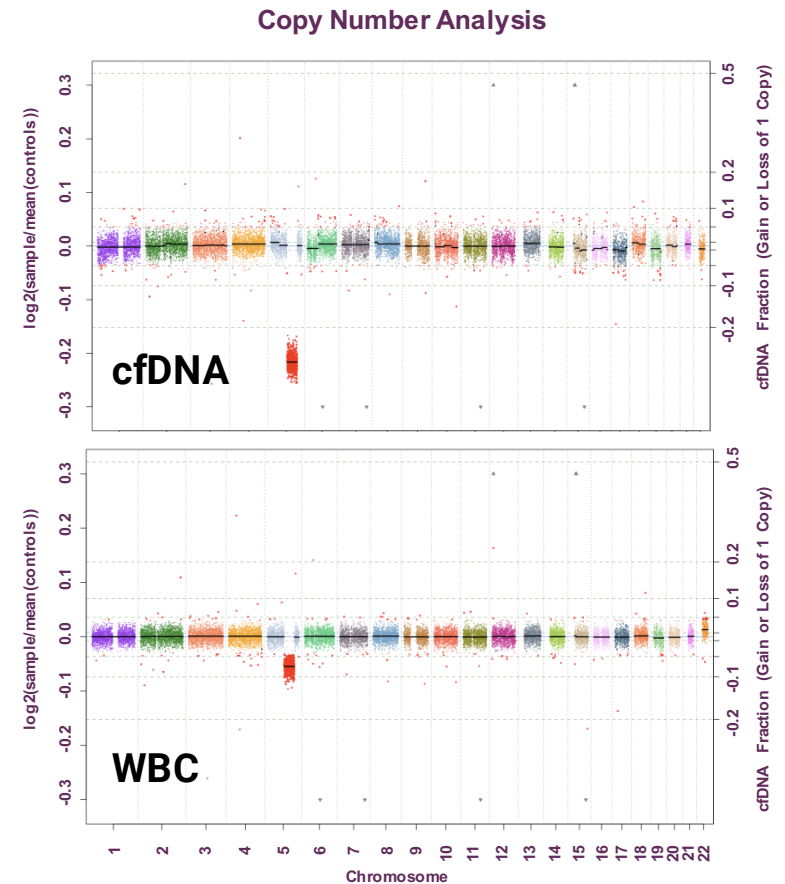 Copy Number Analysis
log2(sample/mean(controls))
0.3
0.2
0.1
0.0
-0.1
-0.2
-0.3
cfDNA
0.5
0.2
0.1
-0.1
-0.2
cfDNA Fraction (Gain or Loss of 1 Copy)
log2(sample/mean(controls))
0.3
0.2
0.1
0.0
-0.1
-0.2
-0.3
WBC
0.5
0.2
0.1
-0.1
-0.2
cfDNA Fraction (Gain or Loss of 1 Copy)
1 2 3 4 5 6 7 8 9 10 11 12 13 14 15 16 17 18 19 20 21 22
Chromosome